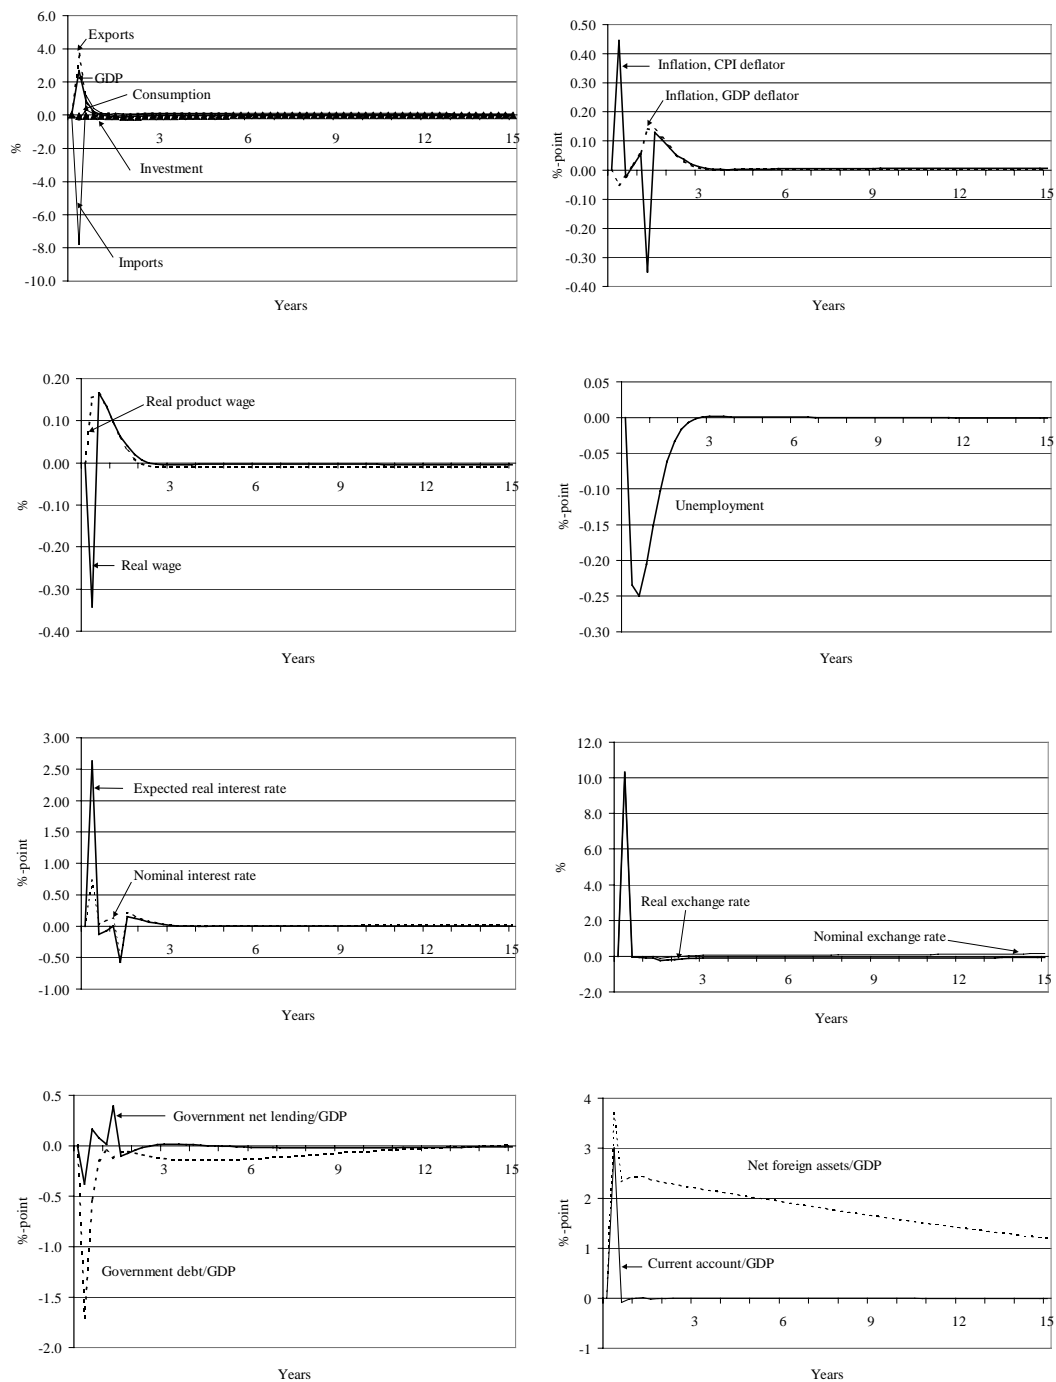 6.0
4.0
2.0
0.0
-2.0
-4.0
-6.0
-8.0
-10.0
%
Exports
GDP
Consumption
Investment
Imports
3 6 9 12 15
Years
0.50
0.40
0.30
0.20
0.10
0.00
-0.10
-0.20
-0.30
-0.40
%-point
Inflation, CPI deflator
Inflation, GDP deflator
3 6 9 12 15
Years
0.20
0.10
0.00
-0.10
-0.20
-0.30
-0.40
%
Real product wage
Real wage
3 6 9 12 15
Years
0.05
0.00
-0.05
-0.10
-0.15
-0.20
-0.25
-0.30
%-point
Unemployment
3 6 9 12 15
Years
3.00
2.50
2.00
1.50
1.00
0.50
0.00
-0.50
-1.00
%-point
Expected real interest rate
Nominal interest rate
3 6 9 12 15
Years
12.0
10.0
8.0
6.0
4.0
2.0
0.0
-2.0
%
Real exchange rate
Nominal exchange rate
3 6 9 12 15
Years
0.5
0.0
-0.5
-1.0
-1.5
-2.0
%-point
Government net lending/GDP
Government debt/GDP
3 6 9 12 15
Years
4
3
2
1
0
-1
%-point
Net foreign assets/GDP
Current account/GDP
3 6 9 12 15
Years